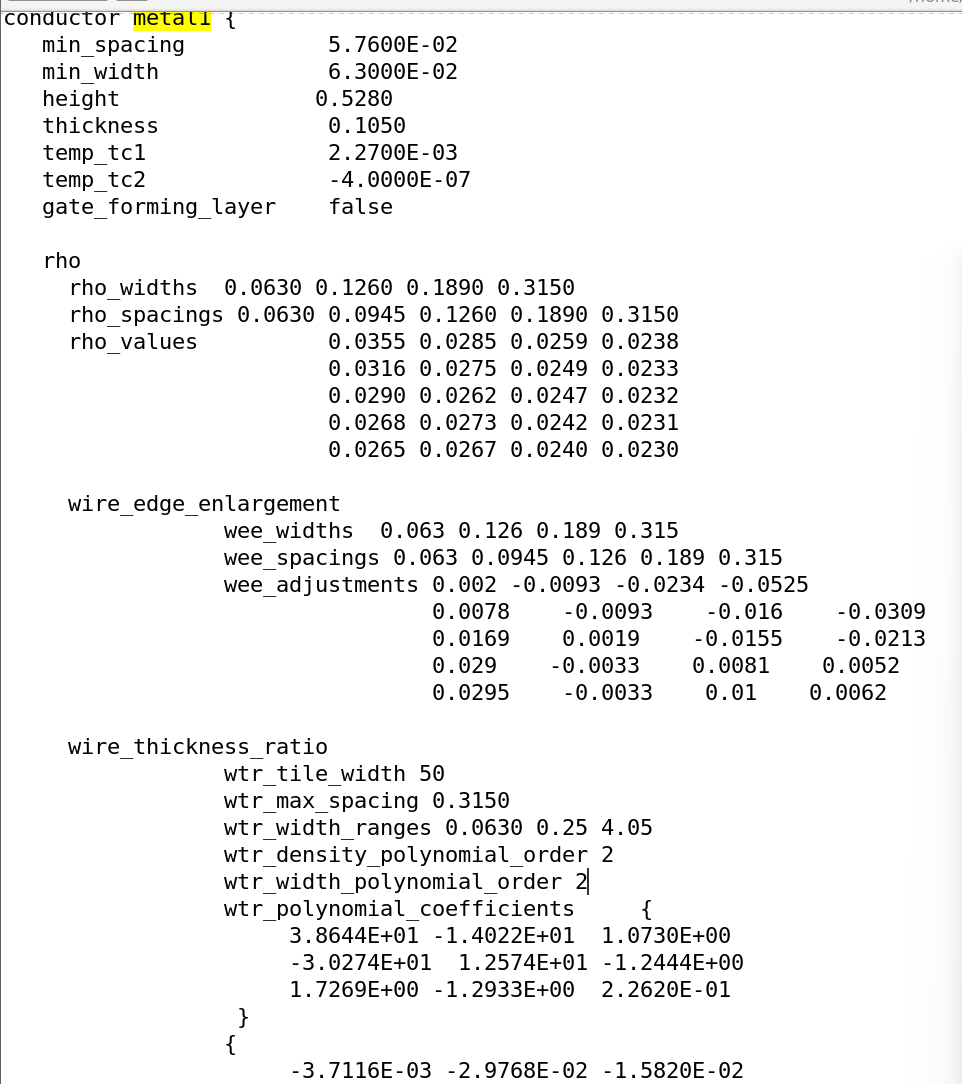 conductor metal1 {
min_spacing 5.7600E-02
min_width 6.3000E-02
height 0.5280
thickness 0.1050
temp_tc1 2.2700E-03
temp_tc2 -4.0000E-07
gate_forming_layer false
rho
rho_widths 0.0630 0.1260 0.1890 0.3150
rho_spacings 0.0630 0.0945 0.1260 0.1890 0.3150
rho_values 0.0355 0.0285 0.0259 0.0238
0.0316 0.0275 0.0249 0.0233
0.0290 0.0262 0.0247 0.0232
0.0268 0.0273 0.0242 0.0231
0.0265 0.0267 0.0240 0.0230
wire_edge_enlargement
wee_widths 0.063 0.126 0.189 0.315
wee_spacings 0.063 0.0945 0.126 0.189 0.315
wee_adjustments 0.002 -0.0093 -0.0234 -0.0525
0.0078 -0.0093 -0.016 -0.0309
0.0169 0.0019 -0.0155 -0.0213
0.029 -0.0033 0.0081 0.0052
0.0295 -0.0033 0.01 0.0062
wire_thickness_ratio
wtr_tile_width 50
wtr_max_spacing 0.3150
wtr_width_ranges 0.0630 0.25 4.05
wtr_density_polynomial_order 2
wtr_width_polynomial_order 2
wtr_polynomial_coefficients {
3.8644E+01 -1.4022E+01 1.0730E+00
-3.0274E+01 1.2574E+01 -1.2444E+00
1.7269E+00 -1.2933E+00 2.2620E-01
}
{
-3.7116E-03 -2.9768E-02 -1.5820E-02